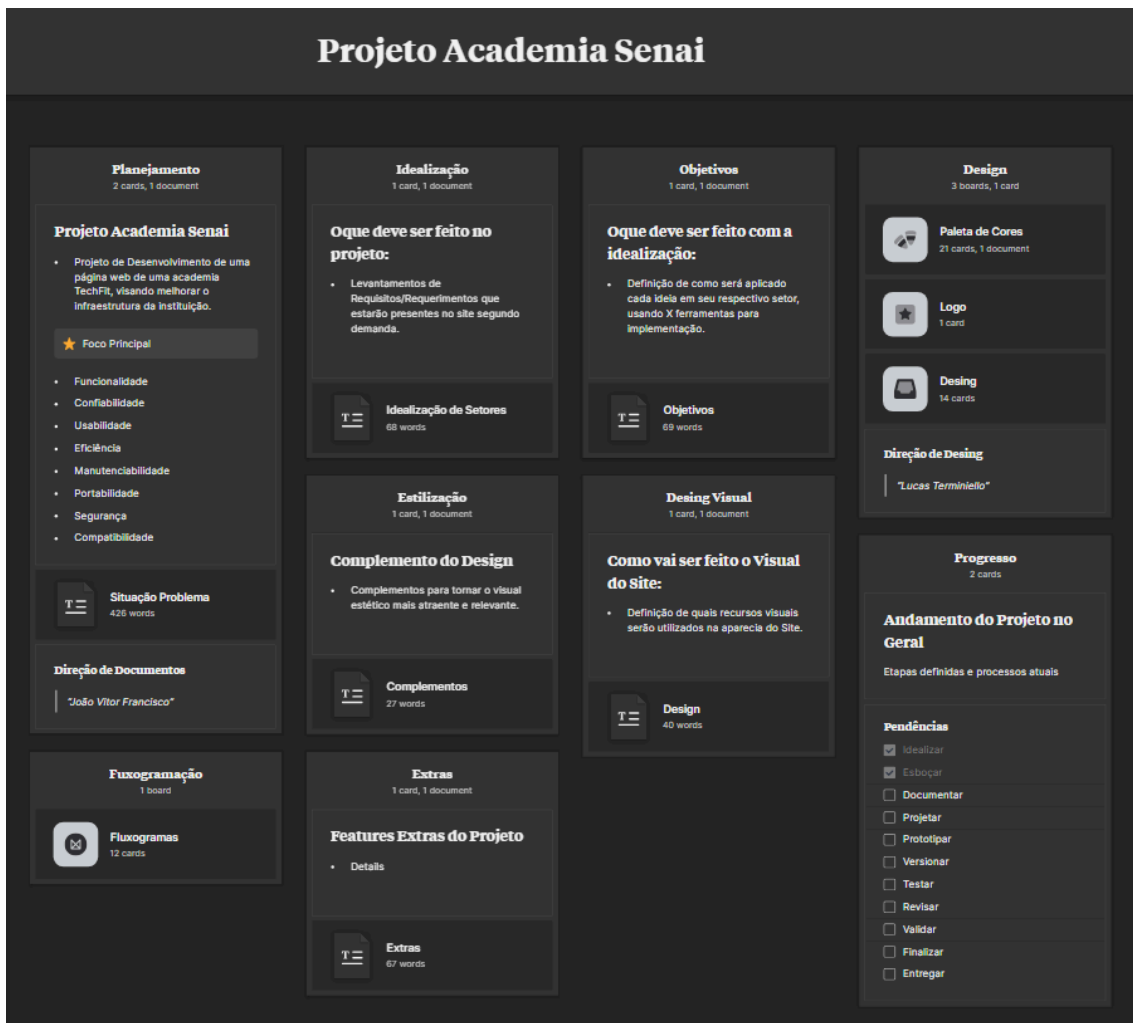 Projeto Academia Senai
Planejamento
2 cards, 1 document
Projeto Academia Senai
• Projeto de Desenvolvimento de uma
página web de uma academia
TechFit, visando melhorar o
infraestrutura da instituição.
Foco Principal
• Funcionalidade
• Confiabilidade
• Usabilidade
• Eficiência
• Manutenciabilidade
• Portabilidade
• Segurança
• Compatibilidade
Situação Problema
426 words
Direção de Documentos
"João Vitor Francisco"
Fuxogramação
1 board
Fluxogramas
12 cards
Idealização
1 card, 1 document
Oque deve ser feito no
projeto:
• Levantamentos de
Requisitos/Requerimentos que
estarão presentes no site segundo
demanda.
Idealização de Setores
68 words
Estilização
1 card, 1 document
Complemento do Design
• Complementos para tornar o visual
estético mais atraente e relevante.
Complementos
27 words
Extras
1 card, 1 document
Features Extras do Projeto
• Details
Extras
67 words
Objetivos
1 card, 1 document
Oque deve ser feito com a
idealização:
• Definição de como será aplicado
cada ideia em seu respectivo setor,
usando X ferramentas para
implementação.
Objetivos
69 words
Desing Visual
1 card, 1 document
Como vai ser feito o Visual
do Site:
• Definição de quais recursos visuais
serão utilizados na aparecia do Site.
Design
40 words
Design
3 boards, 1 card
Paleta de Cores
21 cards, 1 document
Logo
1 card
Desing
14 cards
Direção de Desing
"Lucas Terminiello"
Progresso
2 cards
Andamento do Projeto no
Geral
Etapas definidas e processos atuais
Pendências
Idealizar
Esboçar
Documentar
Projetar
Prototipar
Versionar
Testar
Revisar
Validar
Finalizar
Entregar